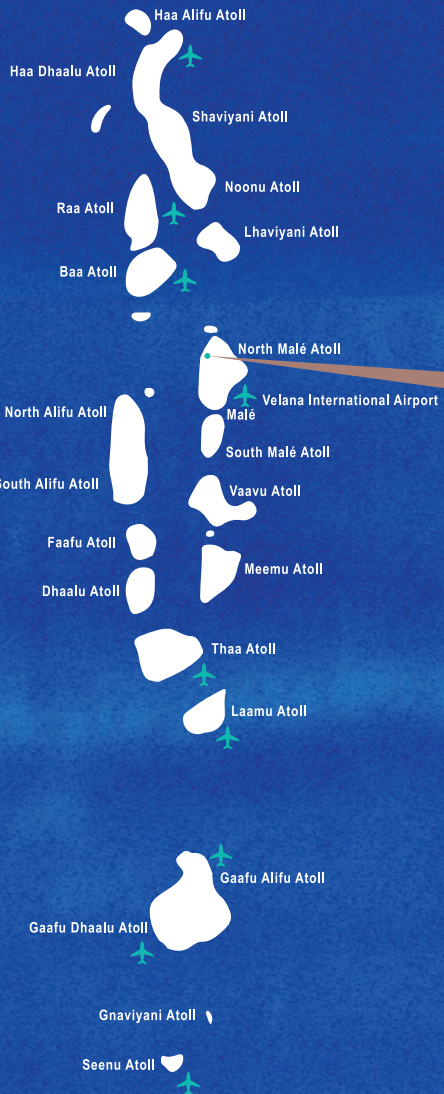 Haa Alifu Atoll
Haa Dhaalu Atoll
Shaviyani Atoll
Noonu Atoll
Raa Atoll
Lhaviyani Atoll
Baa Atoll
North Malé Atoll
Velana International Airport
North Alifu Atoll
Malé
South Malé Atoll
South Alifu Atoll
Vaavu Atoll
Faafu Atoll
Meemu Atoll
Dhaalu Atoll
Thaa Atoll
Laamu Atoll
Gaafu Alifu Atoll
Gaafu Dhaalu Atoll
Gnaviyani Atoll
Seenu Atoll